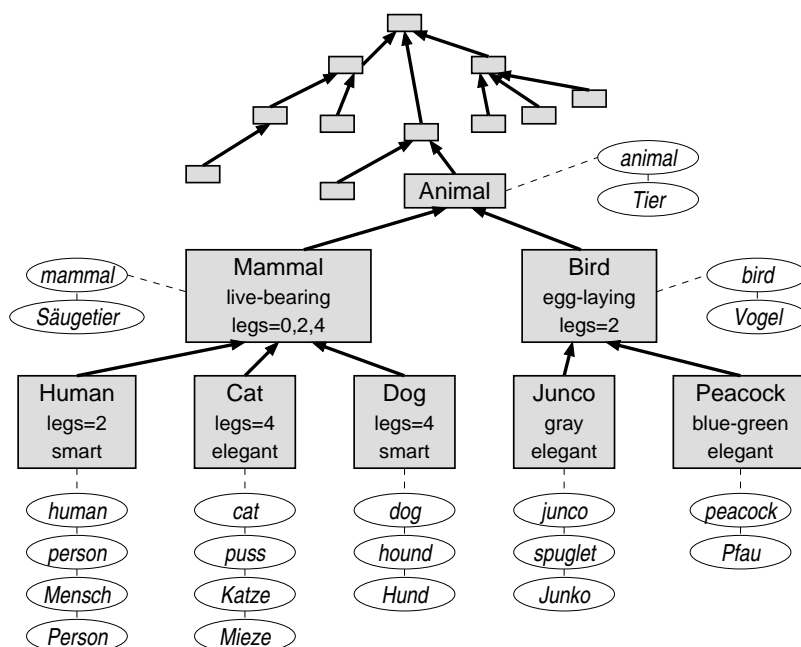 animal
Animal
Tier
mammal
Säugetier
Mammal
live-bearing
legs=0,2,4
Bird
egg-laying
legs=2
bird
Vogel
Human
legs=2
smart
Cat
legs=4
elegant
Dog
legs=4
smart
Junco
gray
elegant
Peacock
blue-green
elegant
human
person
Mensch
Person
cat
puss
Katze
Mieze
dog
hound
Hund
junco
spuglet
Junko
peacock
Pfau